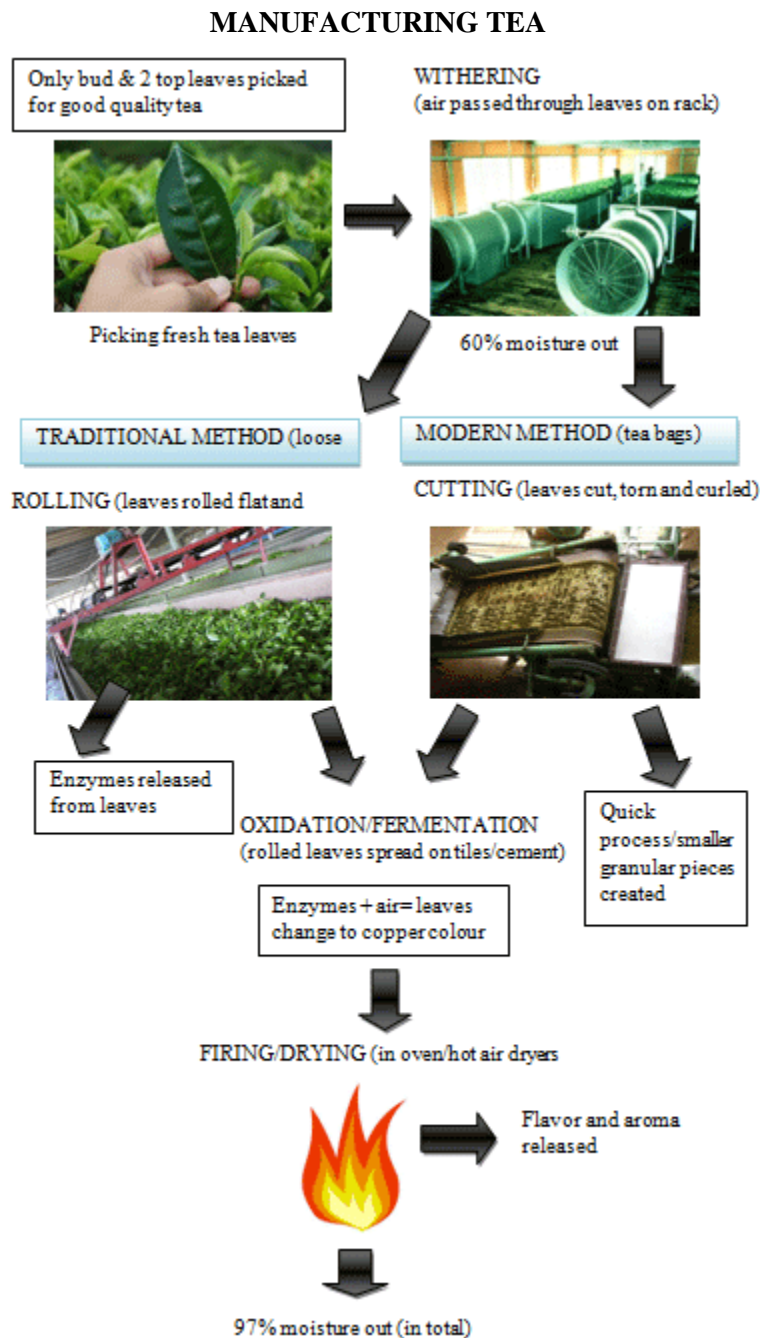 MANUFACTURING TEA
Only bud & 2 top leaves picked
for good quality tea
WITHERING
(air passed through leaves on rack)
Picking fresh tea leaves
60% moisture out
TRADITIONAL METHOD (loose
MODERN METHOD (tea bags)
ROLLING (leaves rolled flat and
CUTTING (leaves cut, torn and curled)
Enzymes released
from leaves
OXIDATION/FERMENTATION
(rolled leaves spread on tiles/cement)
Quick
process/smaller
granular pieces
created
Enzymes + air= leaves
change to copper colour
FIRING/DRYING (in oven/hot air dryers
Flavor and aroma
released
97% moisture out (in total)